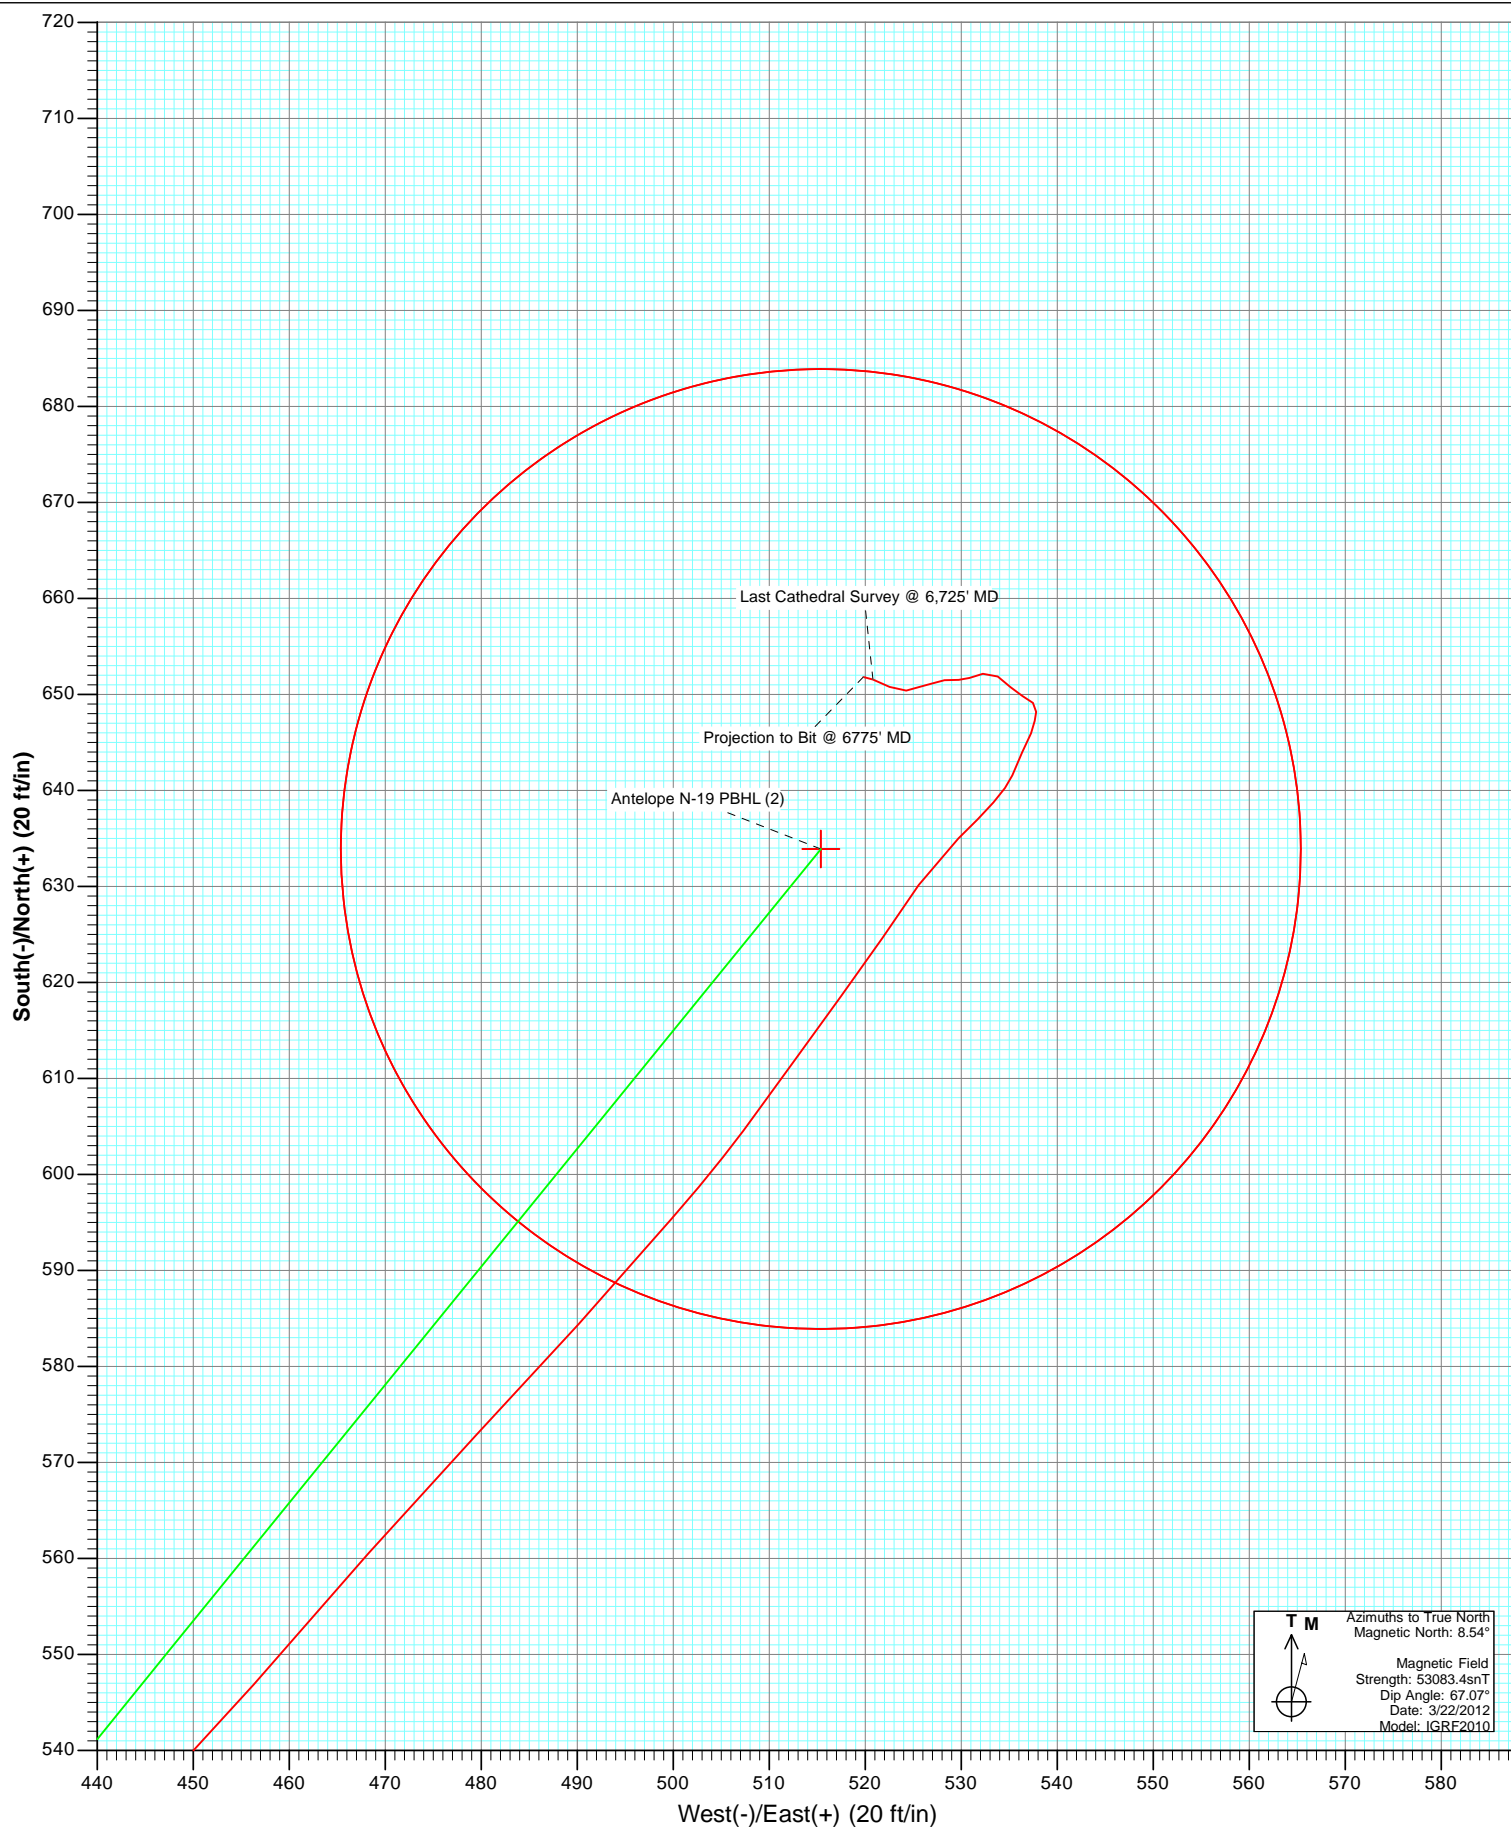 720
710
700
690
680
670
660
650
640
630
620
610
600
590
580
570
560
550
540
South(-)/North(+) (20 ft/in)
Last Cathedral Survey @ 6,725' MD
Projection to Bit @ 6775' MD
Antelope N-19 PBHL (2)
T M
Azimuths to True North
Magnetic North: 8.54°
Magnetic Field
Strength: 53083.4snT
Dip Angle: 67.07°
Date: 3/22/2012
Model: IGRF2010
440 450 460 470 480 490 500 510 520 530 540 550 560 570 580
West(-)/East(+) (20 ft/in)